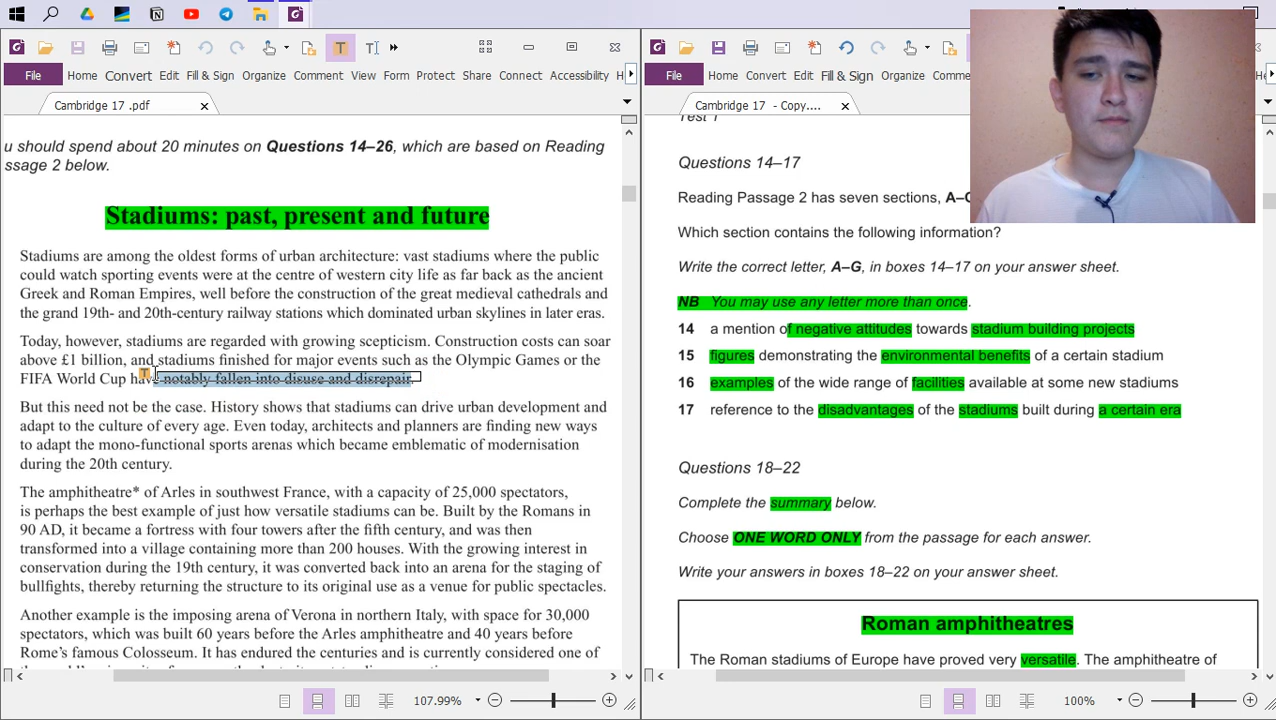 File Home Convert Edit Fill & Sign Organize Comment View Form Protect Share Connect Accessibility H
Cambridge 17 .pdf
u should spend about 20 minutes on Questions 14–26, which are based on Reading
ssage 2 below.
Stadiums: past, present and future
Stadiums are among the oldest forms of urban architecture: vast stadiums where the public
could watch sporting events were at the centre of western city life as far back as the ancient
Greek and Roman Empires, well before the construction of the great medieval cathedrals and
the grand 19th- and 20th-century railway stations which dominated urban skylines in later eras.
Today, however, stadiums are regarded with growing scepticism. Construction costs can soar
above £1 billion, and stadiums finished for major events such as the Olympic Games or the
FIFA World Cup have notably fallen into disuse and disrepair.
But this need not be the case. History shows that stadiums can drive urban development and
adapt to the culture of every age. Even today, architects and planners are finding new ways
to adapt the mono-functional sports arenas which became emblematic of modernisation
during the 20th century.
The amphitheatre* of Arles in southwest France, with a capacity of 25,000 spectators,
is perhaps the best example of just how versatile stadiums can be. Built by the Romans in
90 AD, it became a fortress with four towers after the fifth century, and was then
transformed into a village containing more than 200 houses. With the growing interest in
conservation during the 19th century, it was converted back into an arena for the staging of
bullfights, thereby returning the structure to its original use as a venue for public spectacles.
Another example is the imposing arena of Verona in northern Italy, with space for 30,000
spectators, which was built 60 years before the Arles amphitheatre and 40 years before
Rome's famous Colosseum. It has endured the centuries and is currently considered one of
107.99%
File Home Convert Edit Fill & Sign Organize Comment
Cambridge 17 - Copy....
Test 1
Questions 14–17
Reading Passage 2 has seven sections, A–G
Which section contains the following information?
Write the correct letter, A–G, in boxes 14–17 on your answer sheet.
NB You may use any letter more than once.
14 a mention of negative attitudes towards stadium building projects
15 figures demonstrating the environmental benefits of a certain stadium
16 examples of the wide range of facilities available at some new stadiums
17 reference to the disadvantages of the stadiums built during a certain era
Questions 18–22
Complete the summary below.
Choose ONE WORD ONLY from the passage for each answer.
Write your answers in boxes 18–22 on your answer sheet.
Roman amphitheatres
The Roman stadiums of Europe have proved very versatile. The amphitheatre of
100%